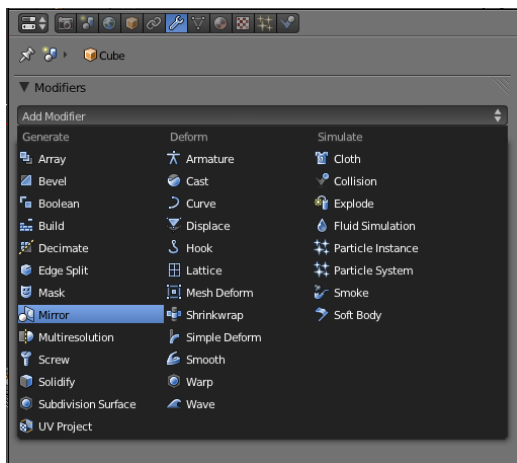 Cube
Modifiers
Add Modifier
Generate Deform Simulate
Array Armature Cloth
Bevel Cast Collision
Boolean Curve Explode
Build Displace Fluid Simulation
Decimate Hook Particle Instance
Edge Split Lattice Particle System
Mask Mesh Deform Smoke
Mirror Shrinkwrap Soft Body
Multiresolution Simple Deform
Screw Smooth
Solidify Warp
Subdivision Surface Wave
UV Project